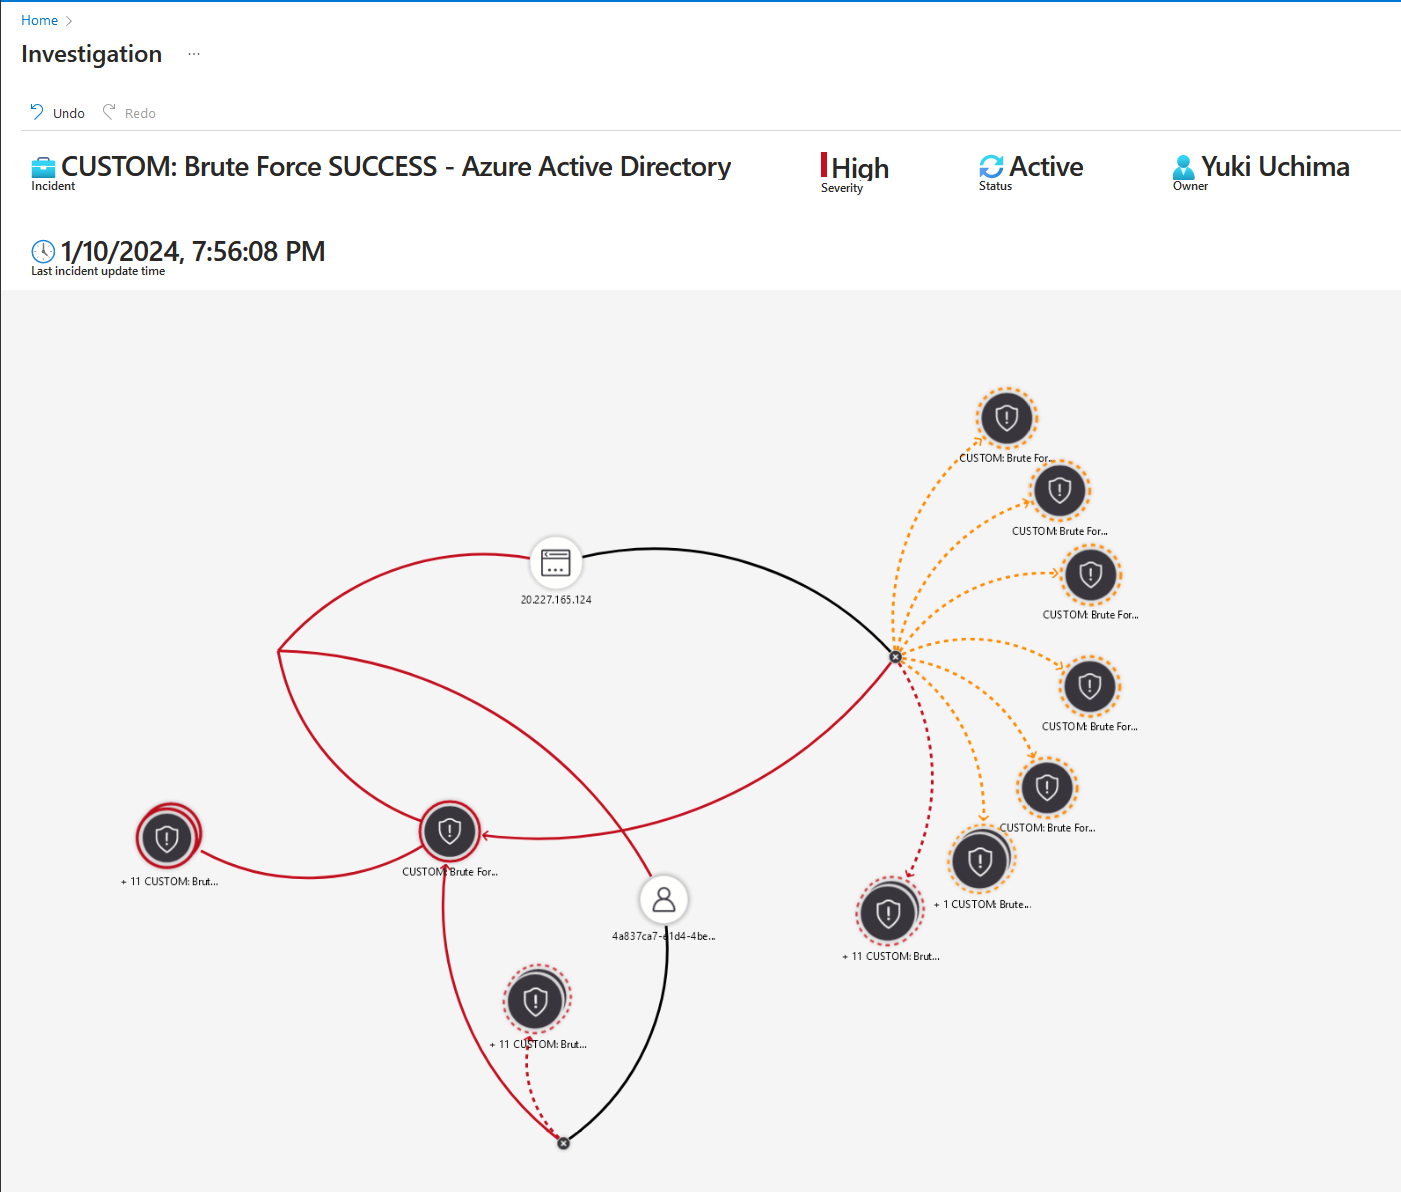 Home
Investigation ...
Undo Redo
CUSTOM: Brute Force SUCCESS - Azure Active Directory
Incident
High
Severity
Active
Status
Yuki Uchima
Owner
1/10/2024, 7:56:08 PM
Last incident update time
CUSTOM: Brute For...
CUSTOM: Brute For...
CUSTOM: Brute For...
20.227.165.124
CUSTOM: Brute For...
CUSTOM: Brute For...
CUSTOM: Brute For...
+ 11 CUSTOM: Brut...
+ 1 CUSTOM: Brute...
4a837ca7-e1d4-4be...
+ 11 CUSTOM: Brut...
+ 11 CUSTOM: Brut...